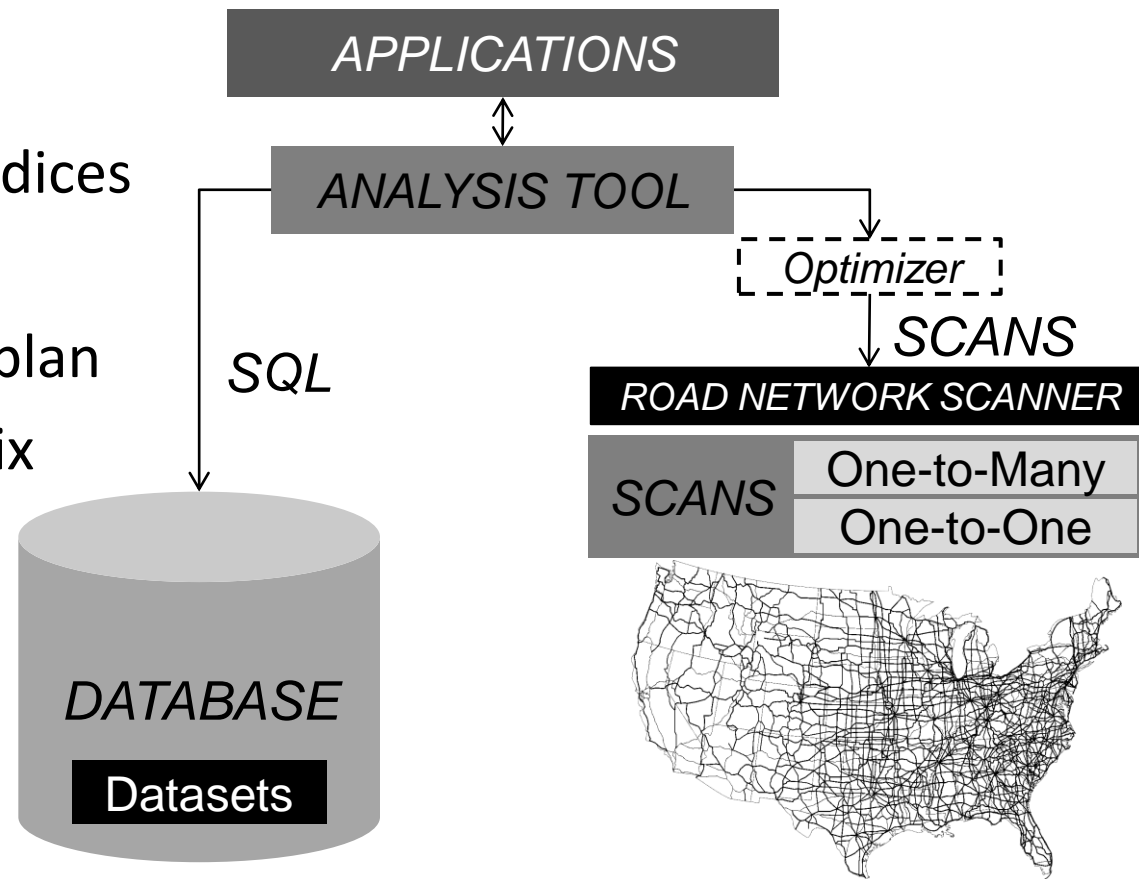 APPLICATIONS
dices
ANALYSIS TOOL
Optimizer
plan
SQL
SCANS
ROAD NETWORK SCANNER
ix
SCANS
One-to-Many
One-to-One
DATABASE
Datasets